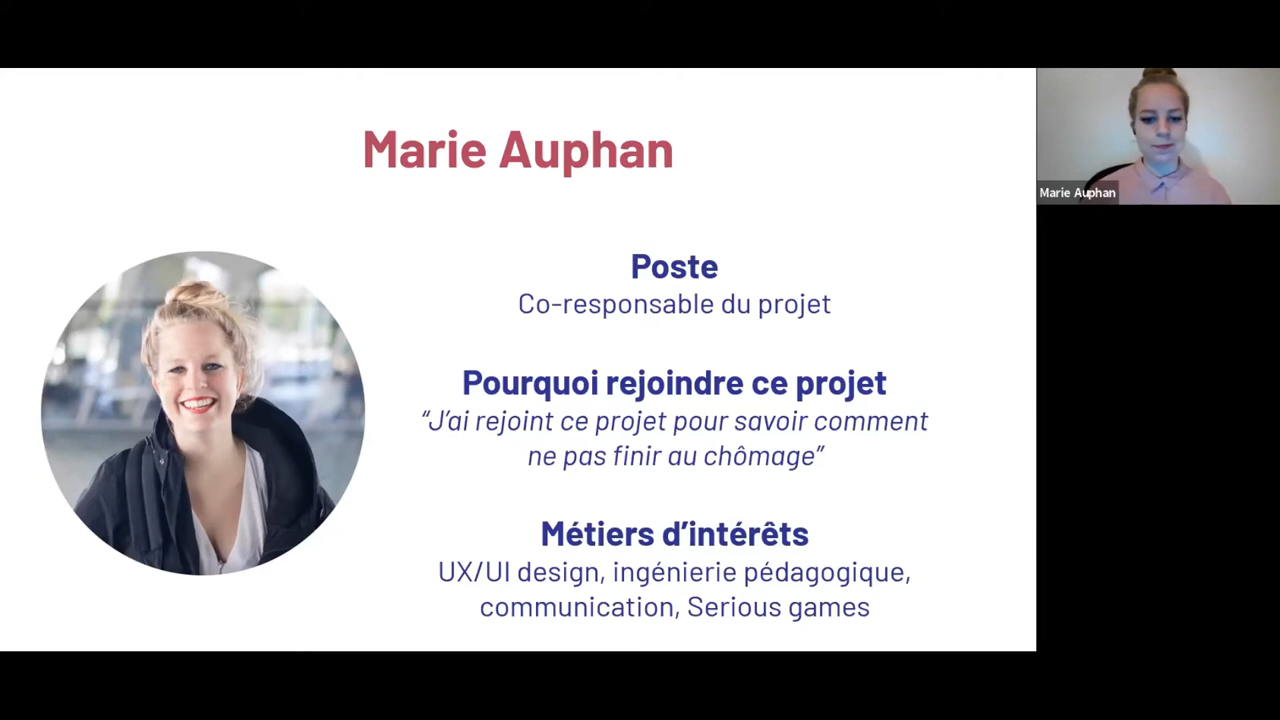 Marie Auphan
Marie Auphan
Poste
Co-responsable du projet
Pourquoi rejoindre ce projet
“J’ai rejoint ce projet pour savoir comment
ne pas finir au chômage”
Métiers d’intérêts
UX/UI design, ingénierie pédagogique,
communication, Serious games